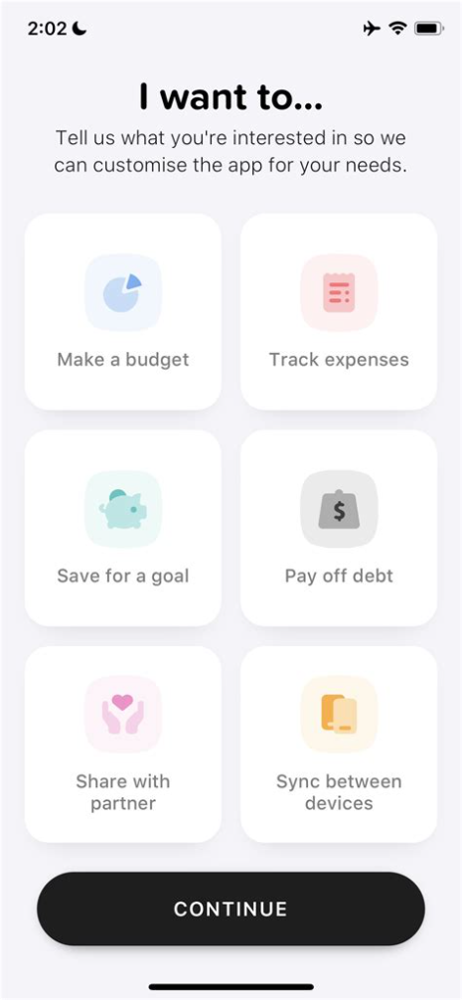 2:02
I want to...
Tell us what you're interested in so we
can customise the app for your needs.
Make a budget
Track expenses
Save for a goal
$
Pay off debt
Share with
partner
Sync between
devices
CONTINUE